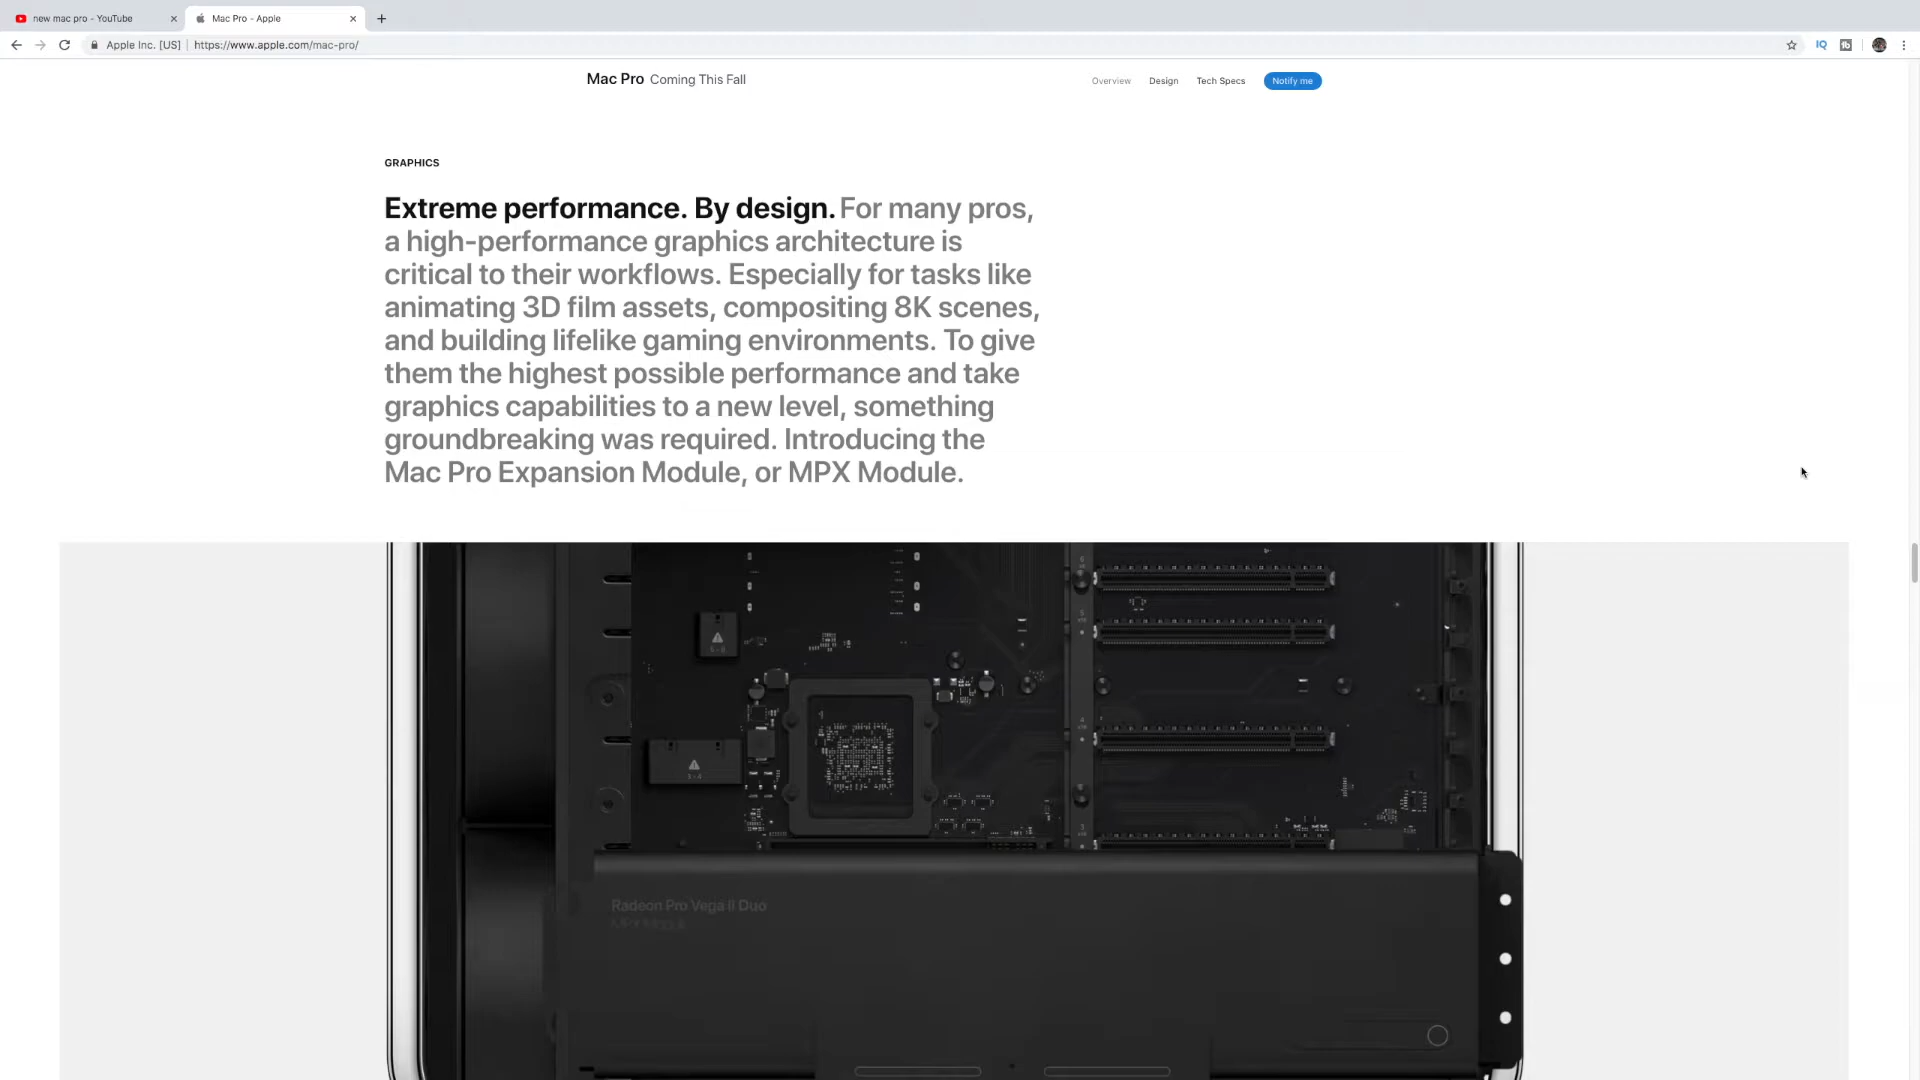 new mac pro - YouTube
Mac Pro - Apple
Apple Inc. [US]
https://www.apple.com/mac-pro/
IQ
Mac Pro Coming This Fall
Overview
Design
Tech Specs
Notify me
GRAPHICS
Extreme performance. By design. For many pros,
a high-performance graphics architecture is
critical to their workflows. Especially for tasks like
animating 3D film assets, compositing 8K scenes,
and building lifelike gaming environments. To give
them the highest possible performance and take
graphics capabilities to a new level, something
groundbreaking was required. Introducing the
Mac Pro Expansion Module, or MPX Module.
Radeon Pro Vega II Duo